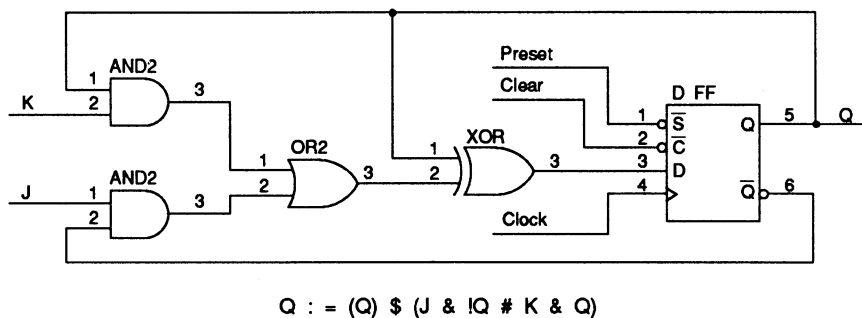 Preset
AND2
Clear
D FF
1
3
K
2
1
S
Q
5
Q
XOR
2
C
OR2
1
3
3
D
AND2
1
3
2
4
Q
6
J
1
2
3
2
Clock
Q : = (Q) $ (J & !Q # K & Q)